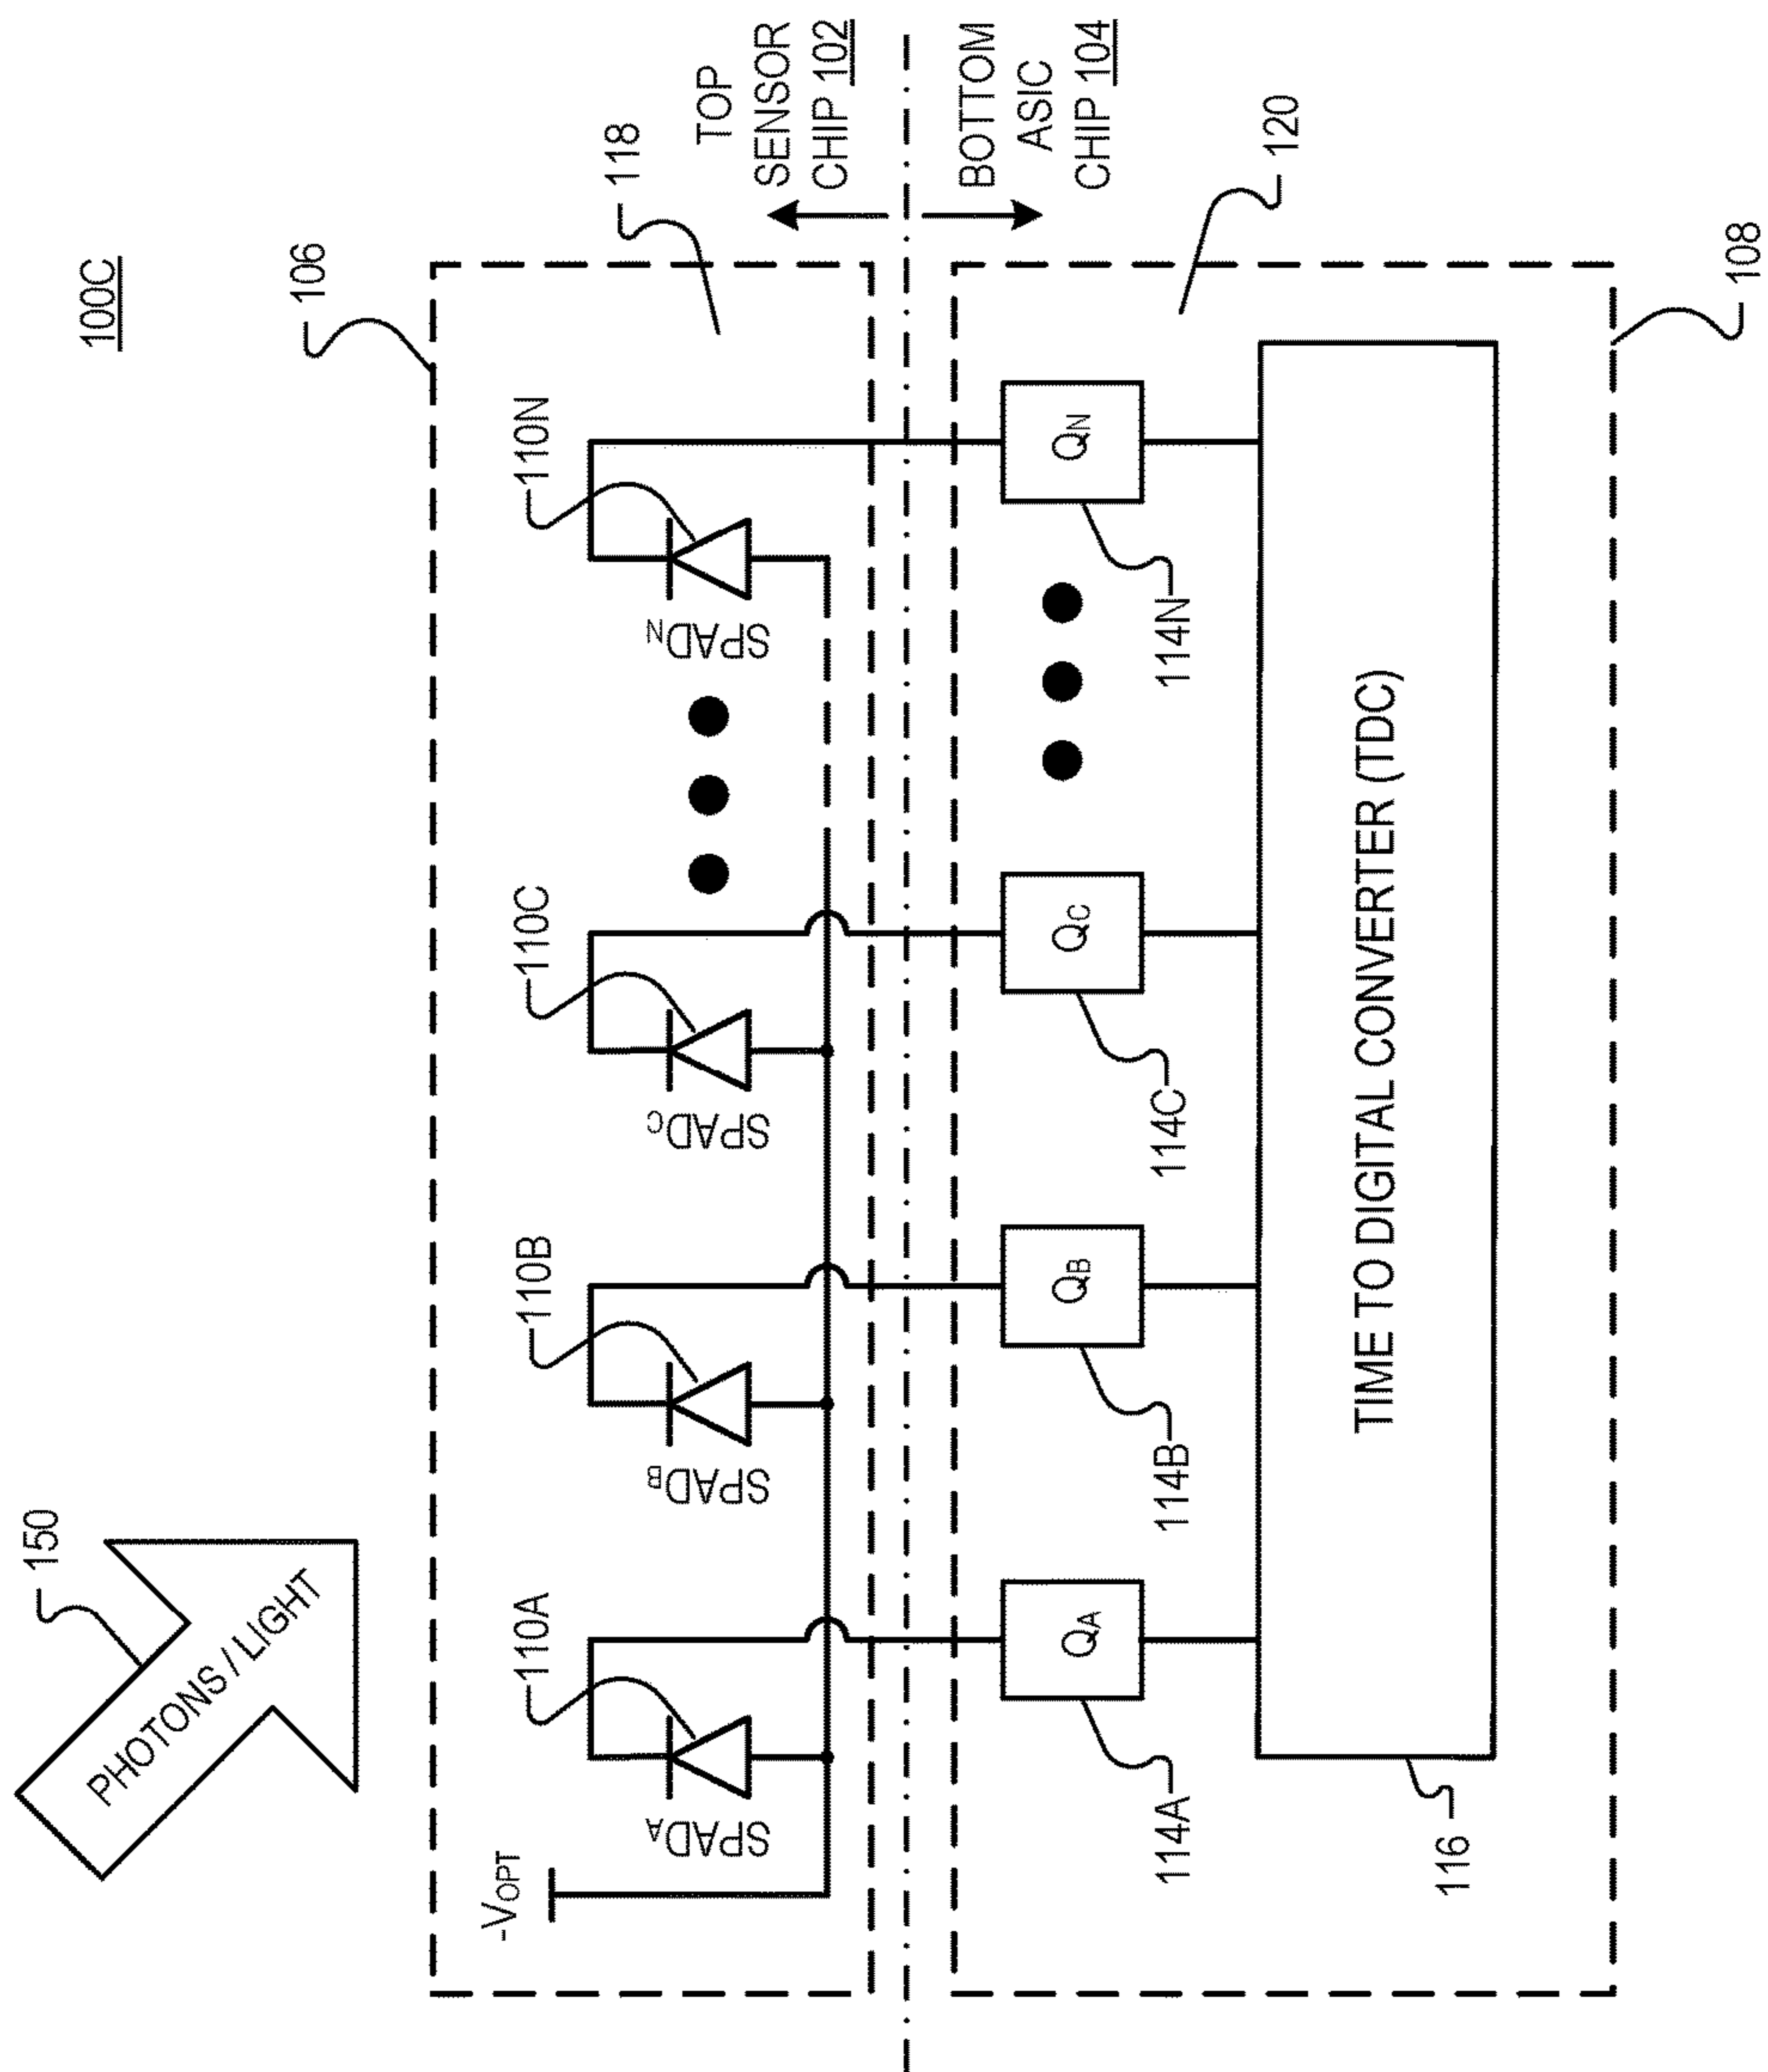 100C
150
PHOTONS / LIGHT
106
118
TOP
SENSOR
CHIP 102
BOTTOM
ASIC
CHIP 104
120
108
-VOPT
110A
110B
110C
110N
SPADA
SPADB
SPADC
SPADN
QA
QB
QC
QN
114A
114B
114C
114N
TIME TO DIGITAL CONVERTER (TDC)
116